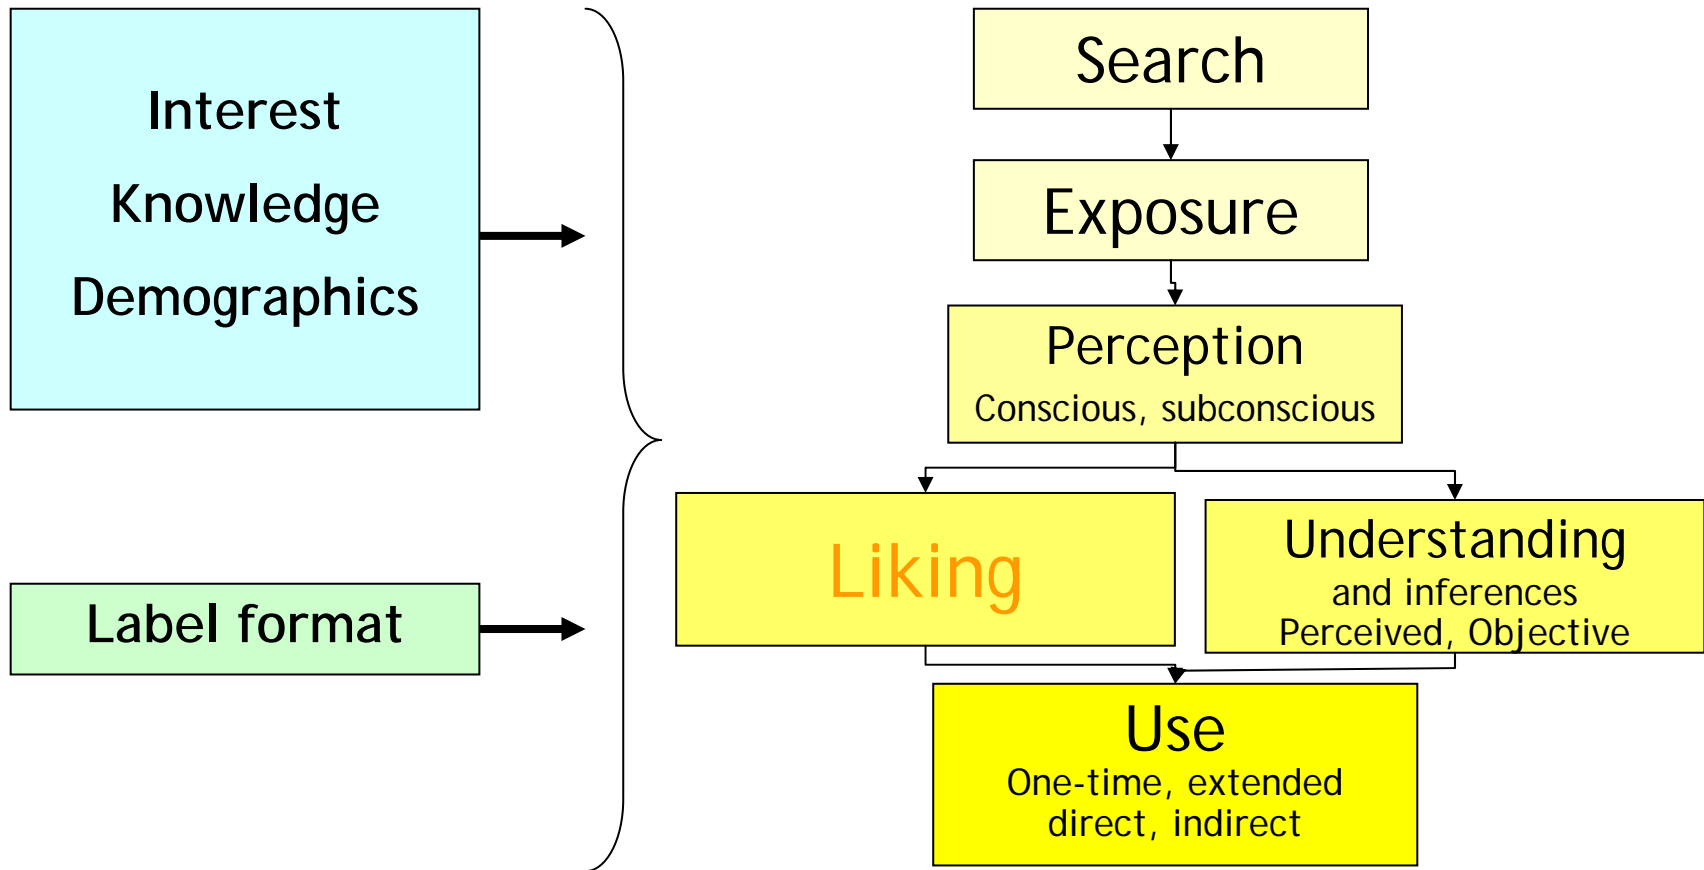 Interest
Knowledge
Demographics
Label format
Search
Exposure
Perception
Conscious, subconscious
Liking
Understanding
and inferences
Perceived, Objective
Use
One-time, extended
direct, indirect